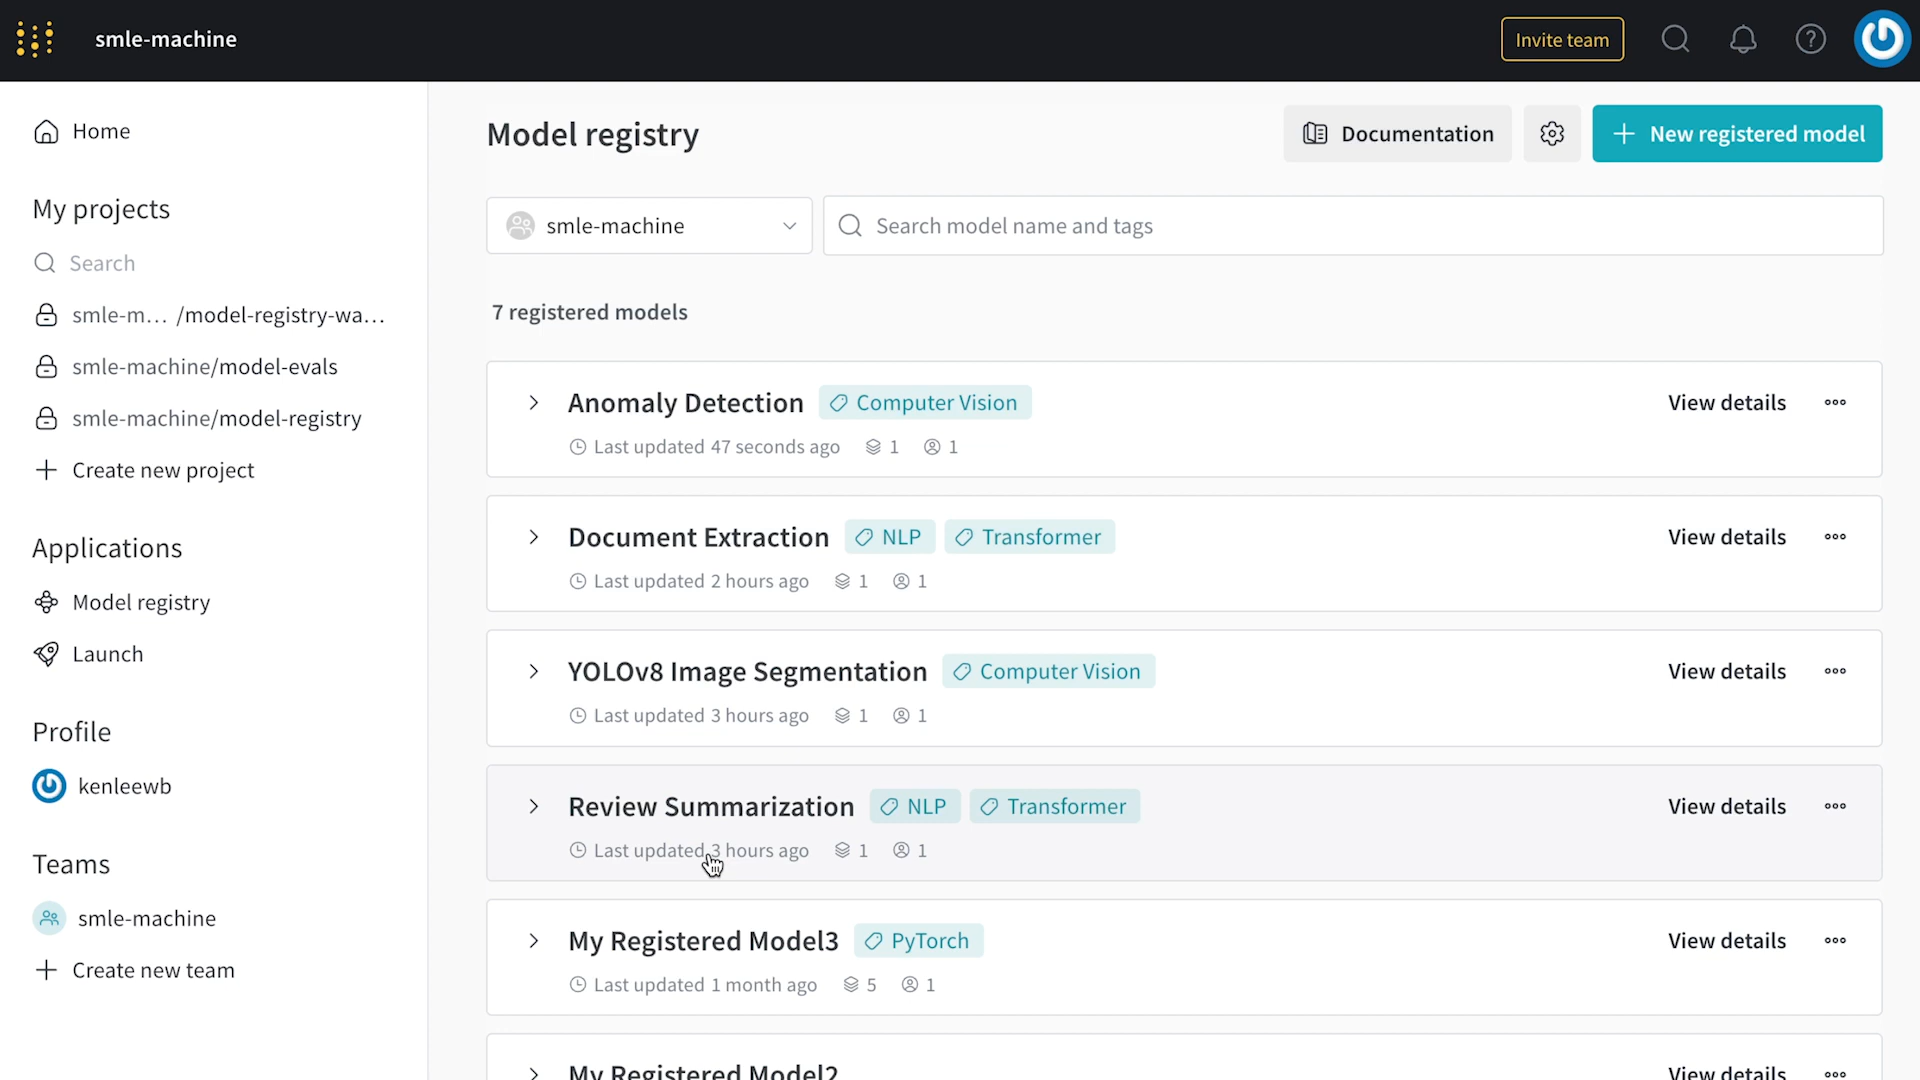 smle-machine
Invite team
Home
My projects
Search
smle-m... /model-registry-wa...
smle-machine/model-evals
smle-machine/model-registry
Create new project
Applications
Model registry
Launch
Profile
kenleewb
Teams
smle-machine
Create new team
Model registry
Documentation
New registered model
smle-machine
Search model name and tags
7 registered models
Anomaly Detection Computer Vision View details
Last updated 47 seconds ago 1 1
Document Extraction NLP Transformer View details
Last updated 2 hours ago 1 1
YOLOv8 Image Segmentation Computer Vision View details
Last updated 3 hours ago 1 1
Review Summarization NLP Transformer View details
Last updated 3 hours ago 1 1
My Registered Model3 PyTorch View details
Last updated 1 month ago 5 1
My Registered Model2 View details